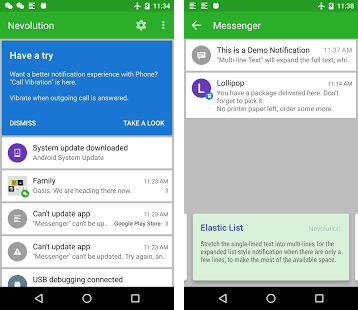 11:34
Nevolution
Have a try
Want a better notification experience with Phone?
"Call Vibration" is here.
Vibrate when outgoing call is answered.
DISMISS TAKE A LOOK
System update downloaded
Android System Update
Family 11:23 AM
Oasis: We are heading there now. 3
Can't update app 11:23 AM
"Messenger" can't be up.. Google Play Store · 3
Can't update app 11:23 AM
"Messenger" can't be updated. Try again, an..
USB debugging connected
11:38
Messenger
This is a Demo Notification 11:37 AM
"Multi-line Text" will expand the full text, whi..
L
Lollipop 11:14 AM
You have a package delivered here. Don't
forget to pick it.
No printer paper left, order some more.
Elastic List Nevolution
Stretch the single-lined text into multi-lines for the
expanded list-style notification when there are only a
few lines, to make the most of the available space.